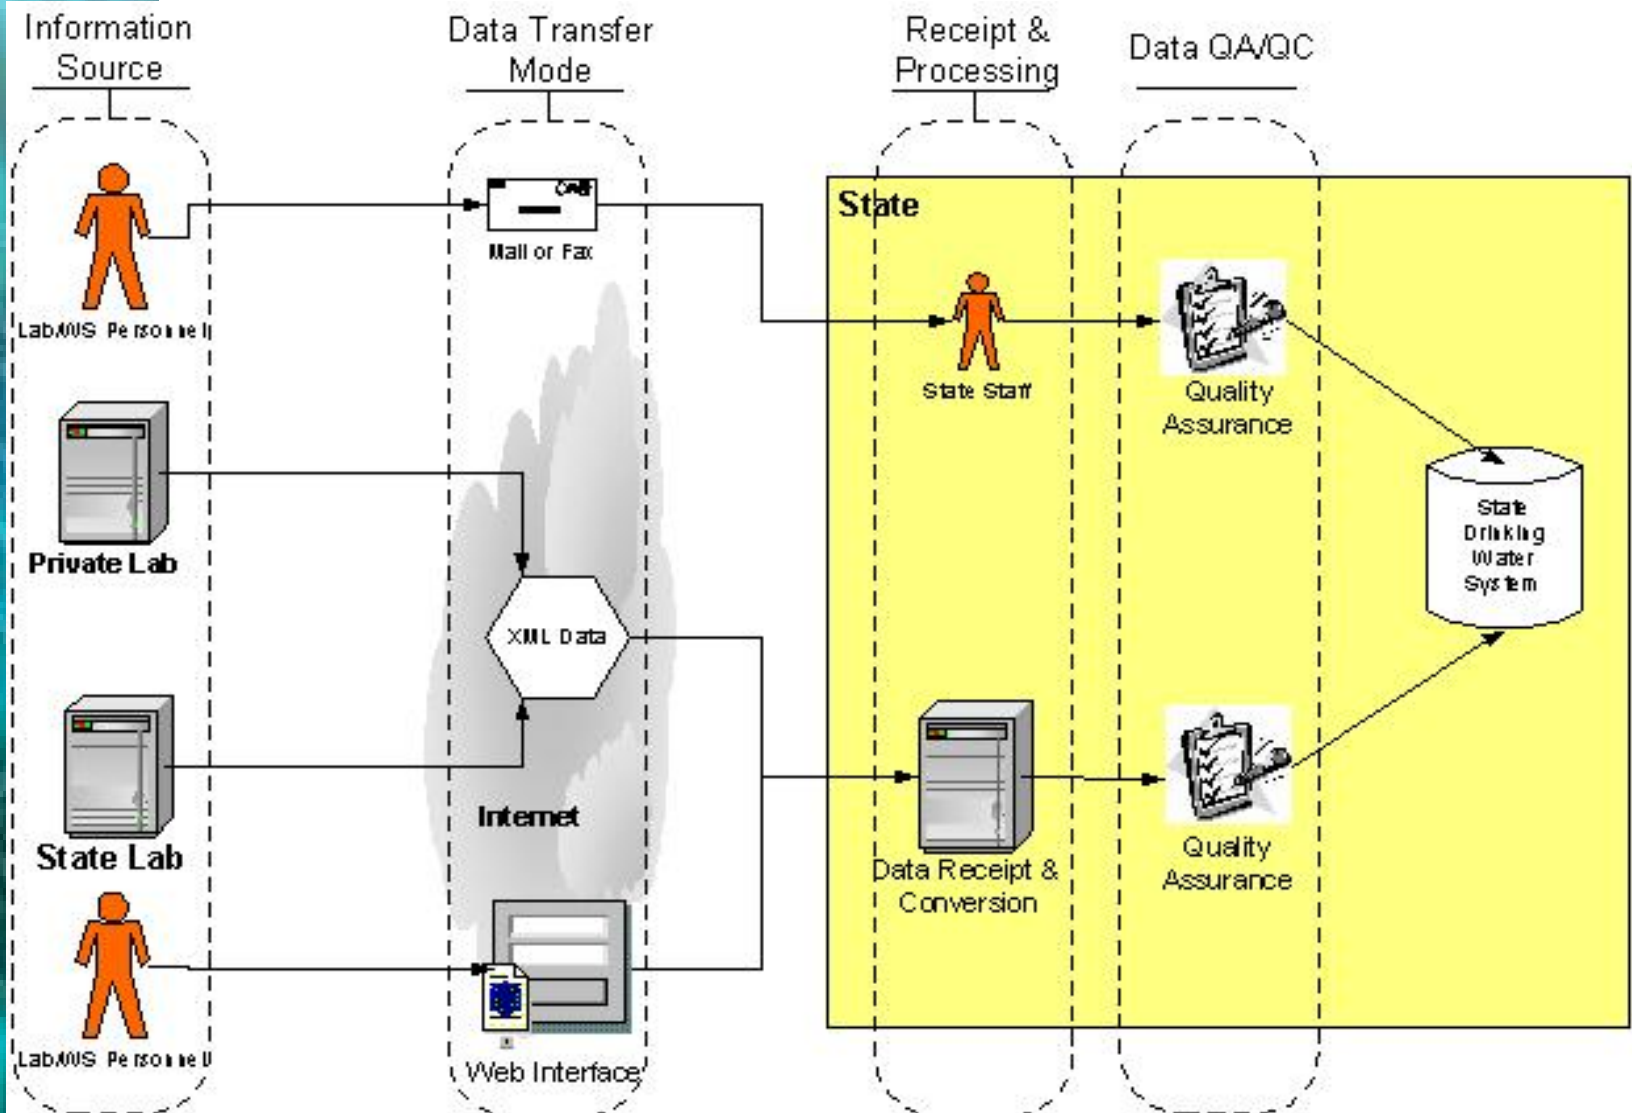 Information
Source
Data Transfer
Mode
Receipt &
Processing
Data QA/QC
State
Mail or Fax
Lab/WS Personnel
State Staff
Quality
Assurance
Private Lab
State
Drinking
Water
System
XML Data
Internet
State Lab
Data Receipt &
Conversion
Quality
Assurance
Lab/WS Personnel
Web Interface